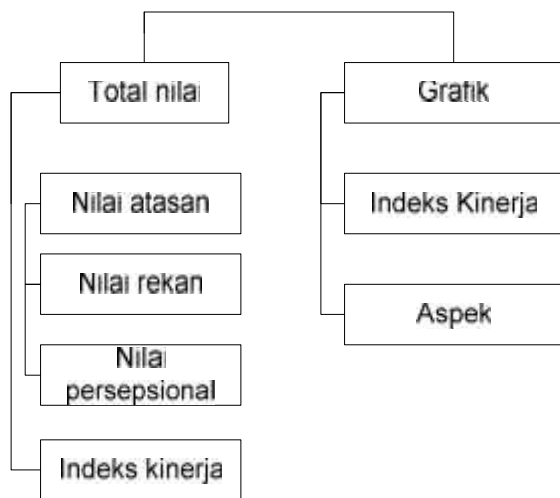 Total nilai
Nilai atasan
Nilai rekan
Nilai
persepsional
Indeks kinerja
Grafik
Indeks Kinerja
Aspek